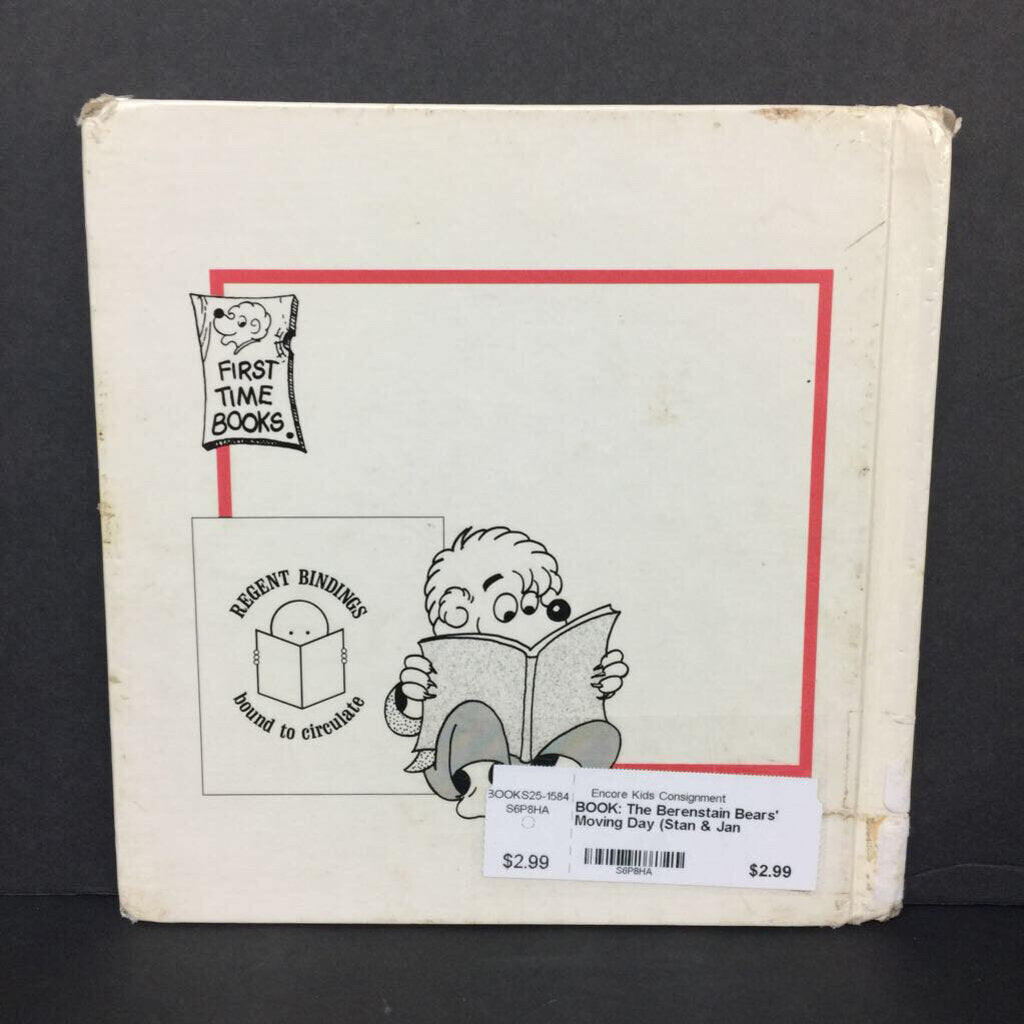 FIRST
TIME
BOOKS
REGENT BINDINGS
bound to circulate
BOOKS25-1584
S6P8HA
$2.99
Encore Kids Consignment
BOOK: The Berenstain Bears'
Moving Day (Stan & Jan
S6P8HA
$2.99